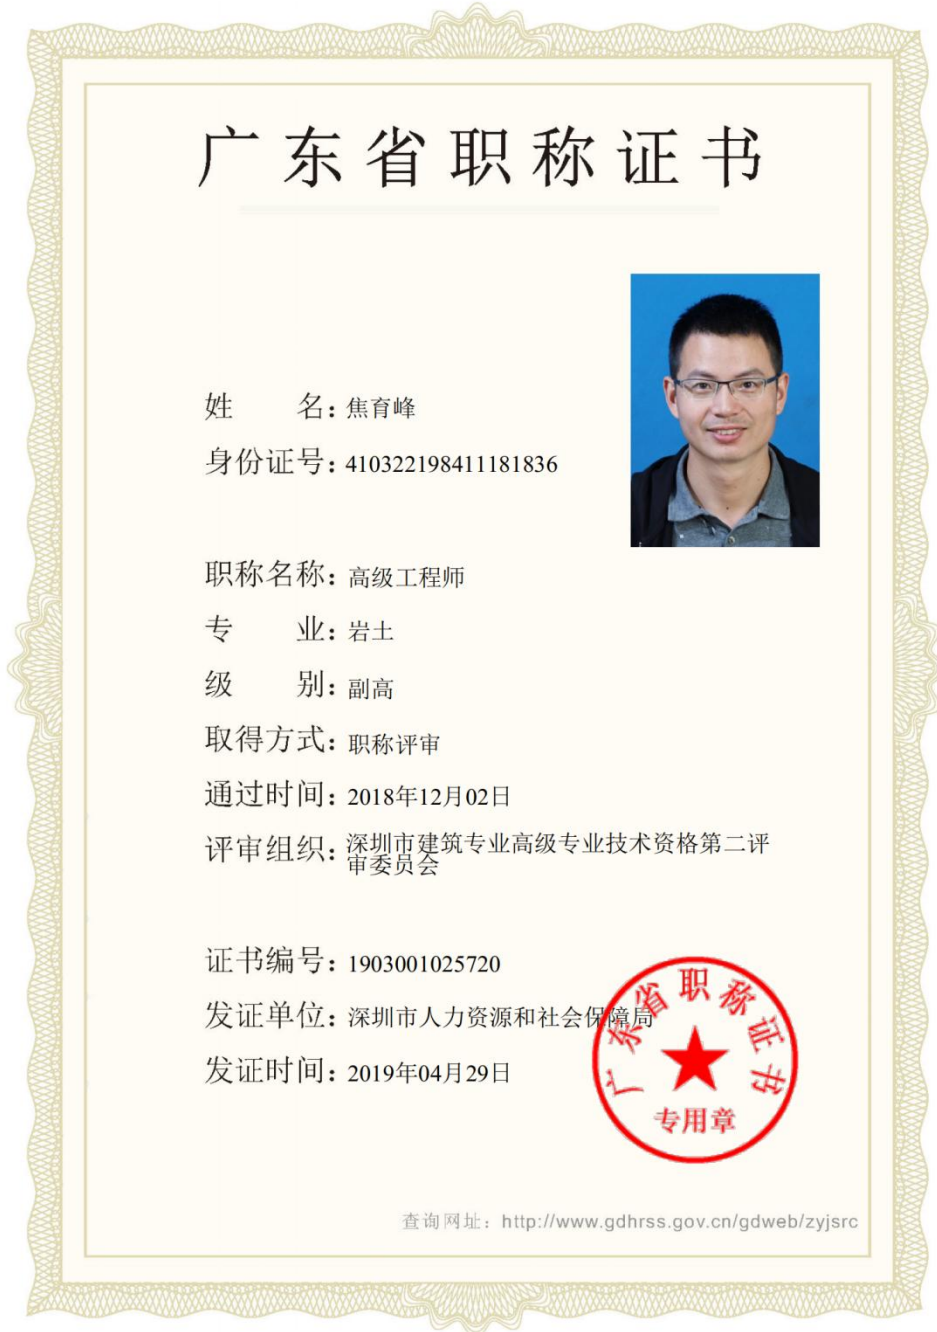 广东省职称证书
姓 名：焦育峰
身份证号：410322198411181836
职称名称：高级工程师
专 业：岩土
级 别：副高
取得方式：职称评审
通过时间：2018年12月02日
评审组织：深圳市建筑专业高级专业技术资格第二评
审委员会
证书编号：1903001025720
发证单位：深圳市人力资源和社会保障局
发证时间：2019年04月29日
广东省职称证书
专用章
查询网址：http://www.gdhrss.gov.cn/gdweb/zyjsrc